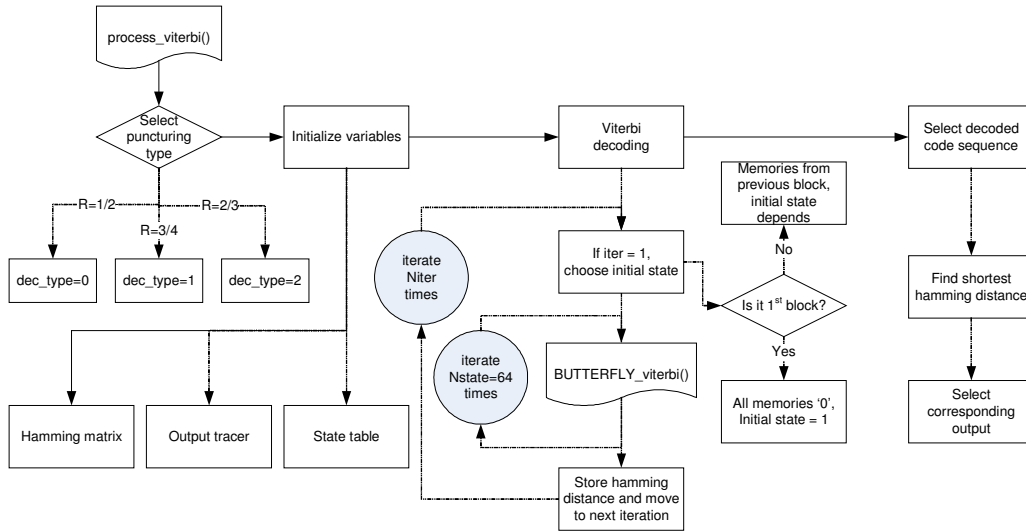 process_viterbi()
Select
puncturing
type
Initialize variables
Viterbi
decoding
Select decoded
code sequence
R=1/2
R=3/4
R=2/3
dec_type=0
dec_type=1
dec_type=2
Hamming matrix
Output tracer
State table
iterate
Niter
times
If iter = 1,
choose initial state
iterate
Nstate=64
times
BUTTERFLY_viterbi()
Store hamming
distance and move
to next iteration
Memories from
previous block,
initial state
depends
No
Is it 1st block?
Yes
All memories ‘0’,
Initial state = 1
Find shortest
hamming distance
Select
corresponding
output